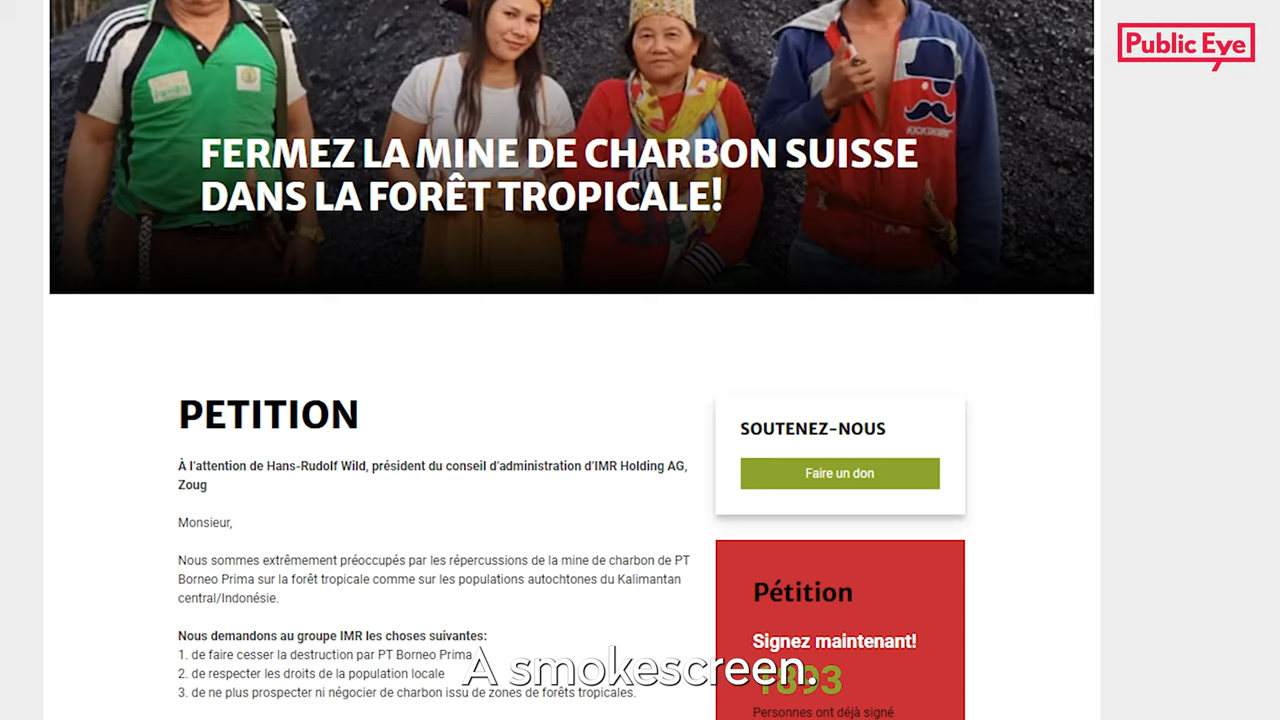 Public Eye
KICKDENIM
FERMEZ LA MINE DE CHARBON SUISSE
DANS LA FORÊT TROPICALE!
PETITION
À l'attention de Hans-Rudolf Wild, président du conseil d'administration d'IMR Holding AG,
Zoug
Monsieur,
Nous sommes extrêmement préoccupés par les répercussions de la mine de charbon de PT
Borneo Prima sur la forêt tropicale comme sur les populations autochtones du Kalimantan
central/Indonésie.
Nous demandons au groupe IMR les choses suivantes:
1. de faire cesser la destruction par PT Borneo Prima
2. de respecter les droits de la population locale
3. de ne plus prospecter ni négocier de charbon issu de zones de forêts tropicales.
SOUTENEZ-NOUS
Faire un don
Pétition
Signez maintenant!
1893
Personnes ont déjà signé
A smokescreen.